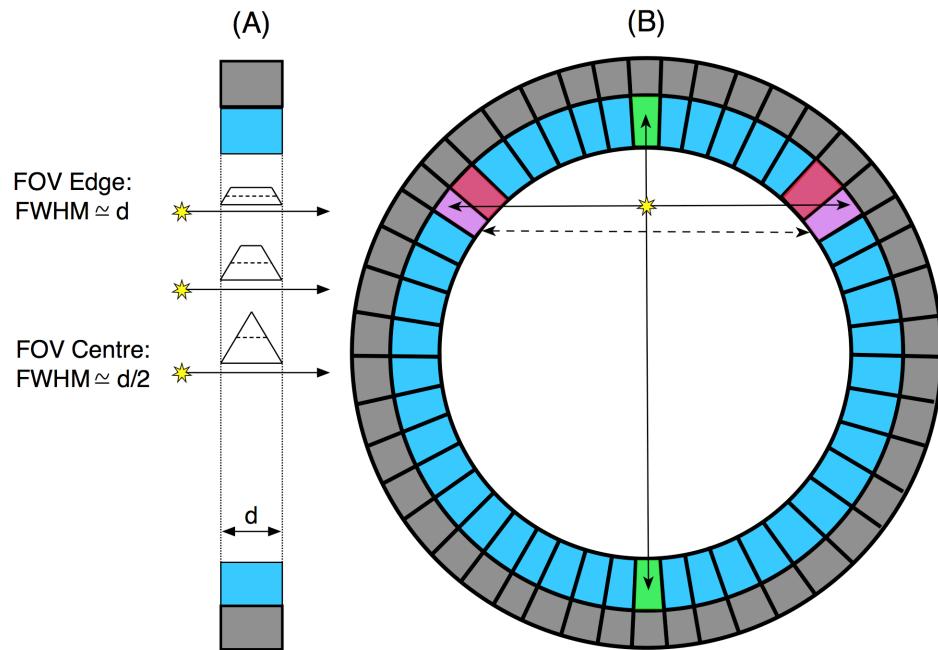 (A)
(B)
FOV Edge:
FWHM ≃ d
FOV Centre:
FWHM ≃ d/2
d